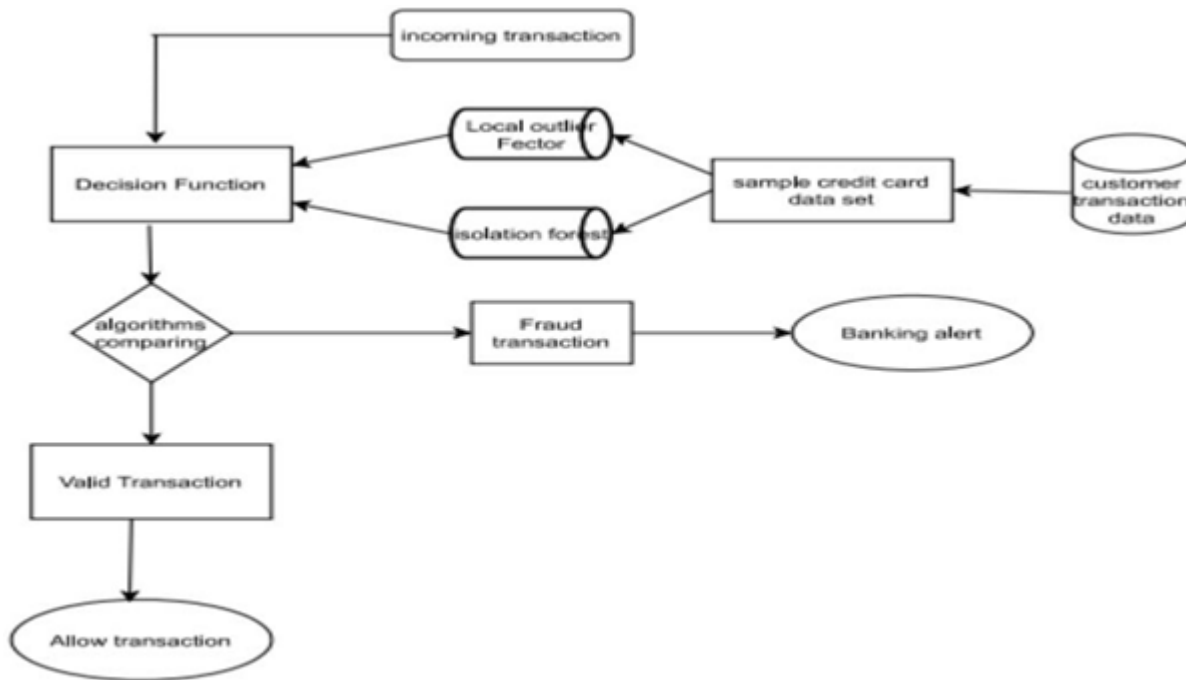 incoming transaction
Local outlier
Fector
Decision Function
sample credit card
data set
customer
transaction
data
isolation forest
algorithms
comparing
Fraud
transaction
Banking alert
Valid Transaction
Allow transaction